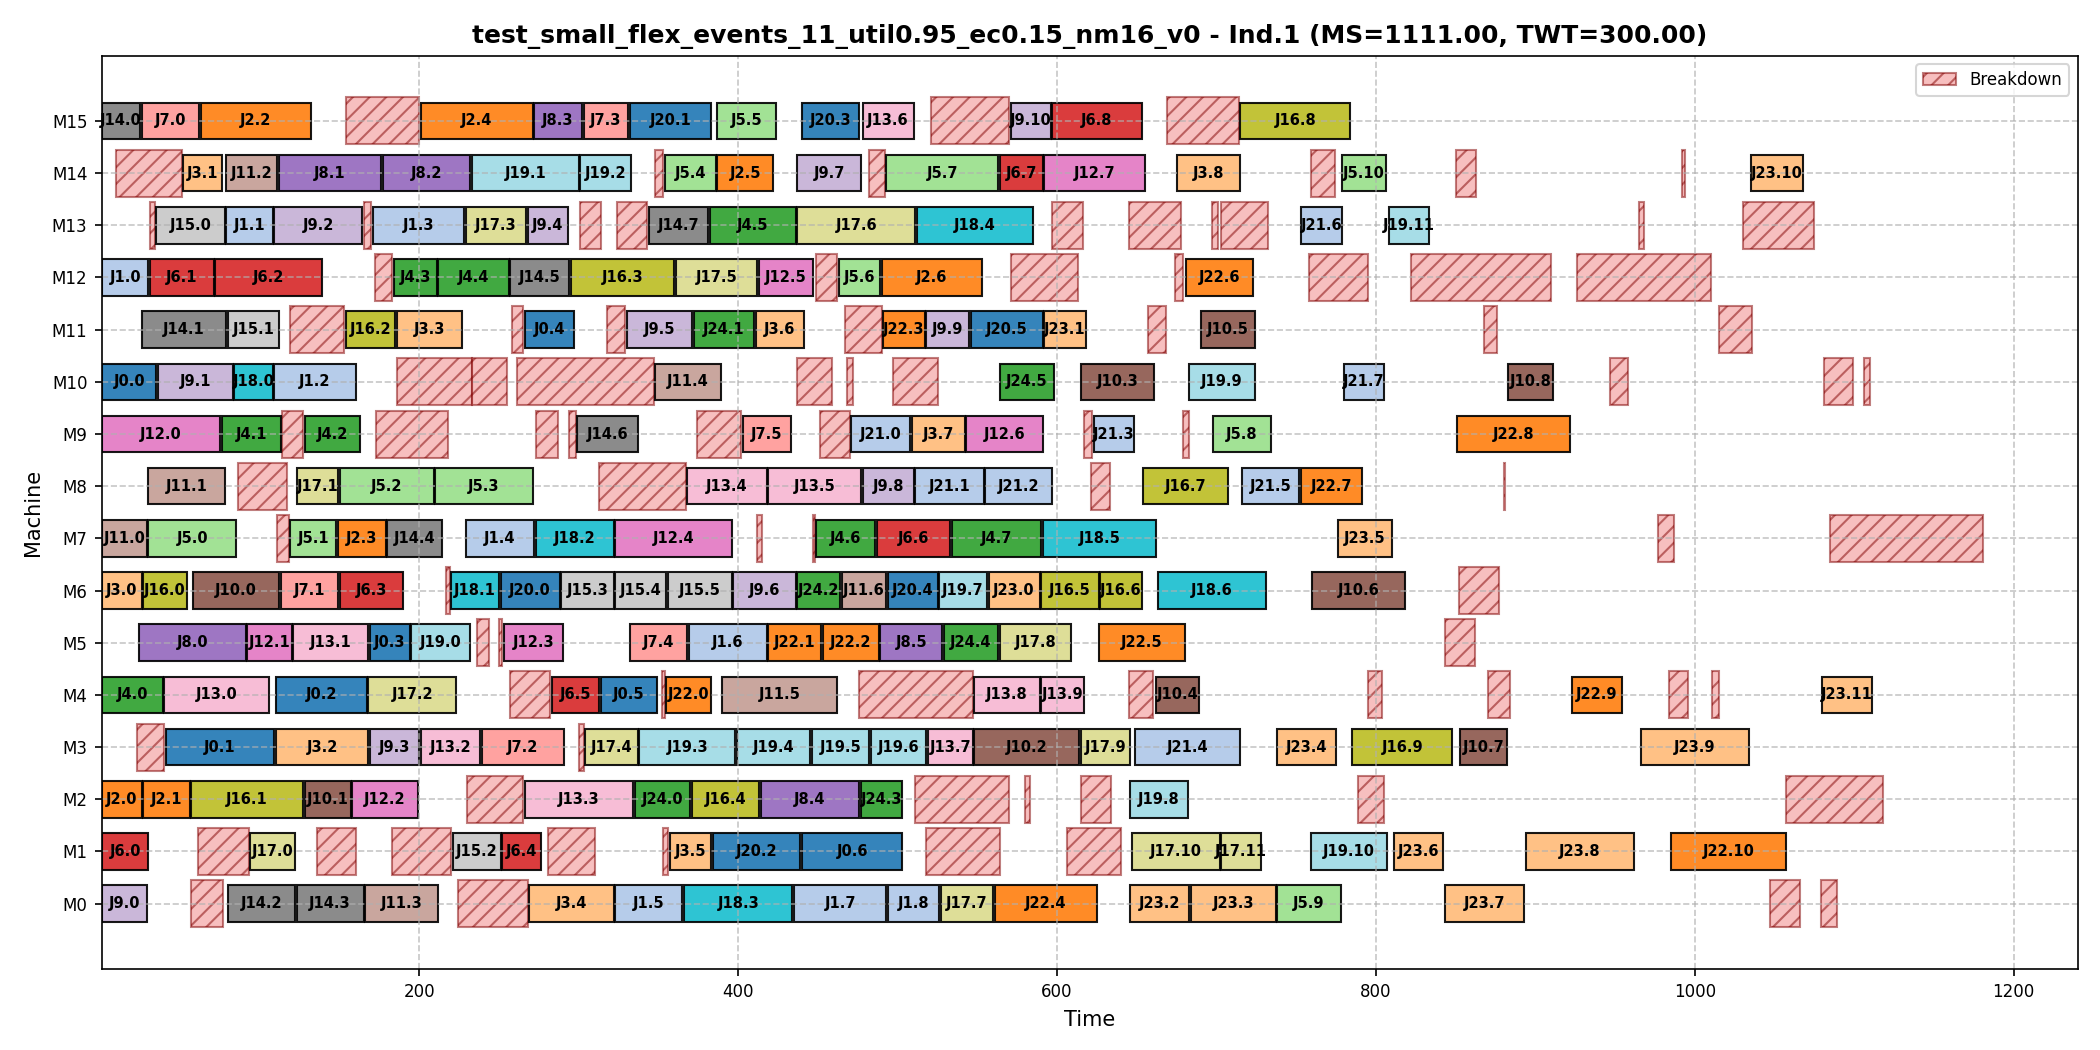 test_small_flex_events_11_util0.95_ec0.15_nm16_v0 - Ind.1 (MS=1111.00, TWT=300.00)
Breakdown
M15 J14.0 J7.0 J2.2 J2.4 J8.3 J7.3 J20.1 J5.5 J20.3 J13.6 J9.10 J6.8 J16.8
M14 J3.1 J11.2 J8.1 J8.2 J19.1 J19.2 J5.4 J2.5 J9.7 J5.7 J6.7 J12.7 J3.8 J5.10 J23.10
M13 J15.0 J1.1 J9.2 J1.3 J17.3 J9.4 J14.7 J4.5 J17.6 J18.4 J21.6 J19.11
M12 J1.0 J6.1 J6.2 J4.3 J4.4 J14.5 J16.3 J17.5 J12.5 J5.6 J2.6 J22.6
M11 J14.1 J15.1 J16.2 J3.3 J0.4 J9.5 J24.1 J3.6 J22.3 J9.9 J20.5 J23.1 J10.5
M10 J0.0 J9.1 J18.0 J1.2 J11.4 J24.5 J10.3 J19.9 J21.7 J10.8
M9 J12.0 J4.1 J4.2 J14.6 J7.5 J21.0 J3.7 J12.6 J21.3 J5.8 J22.8
M8 J11.1 J17.1 J5.2 J5.3 J13.4 J13.5 J9.8 J21.1 J21.2 J16.7 J21.5 J22.7
M7 J11.0 J5.0 J5.1 J2.3 J14.4 J1.4 J18.2 J12.4 J4.6 J6.6 J4.7 J18.5 J23.5
M6 J3.0 J16.0 J10.0 J7.1 J6.3 J18.1 J20.0 J15.3 J15.4 J15.5 J9.6 J24.2 J11.6 J20.4 J19.7 J23.0 J16.5 J16.6 J18.6 J10.6
M5 J8.0 J12.1 J13.1 J0.3 J19.0 J12.3 J7.4 J1.6 J22.1 J22.2 J8.5 J24.4 J17.8 J22.5
M4 J4.0 J13.0 J0.2 J17.2 J6.5 J0.5 J22.0 J11.5 J13.8 J13.9 J10.4 J22.9 J23.11
M3 J0.1 J3.2 J9.3 J13.2 J7.2 J17.4 J19.3 J19.4 J19.5 J19.6 J13.7 J10.2 J17.9 J21.4 J23.4 J16.9 J10.7 J23.9
M2 J2.0 J2.1 J16.1 J10.1 J12.2 J13.3 J24.0 J16.4 J8.4 J24.3 J19.8
M1 J6.0 J17.0 J15.2 J6.4 J3.5 J20.2 J0.6 J17.10 J17.11 J19.10 J23.6 J23.8 J22.10
M0 J9.0 J14.2 J14.3 J11.3 J3.4 J1.5 J18.3 J1.7 J1.8 J17.7 J22.4 J23.2 J23.3 J5.9 J23.7
200 400 600 800 1000 1200
Time
Machine